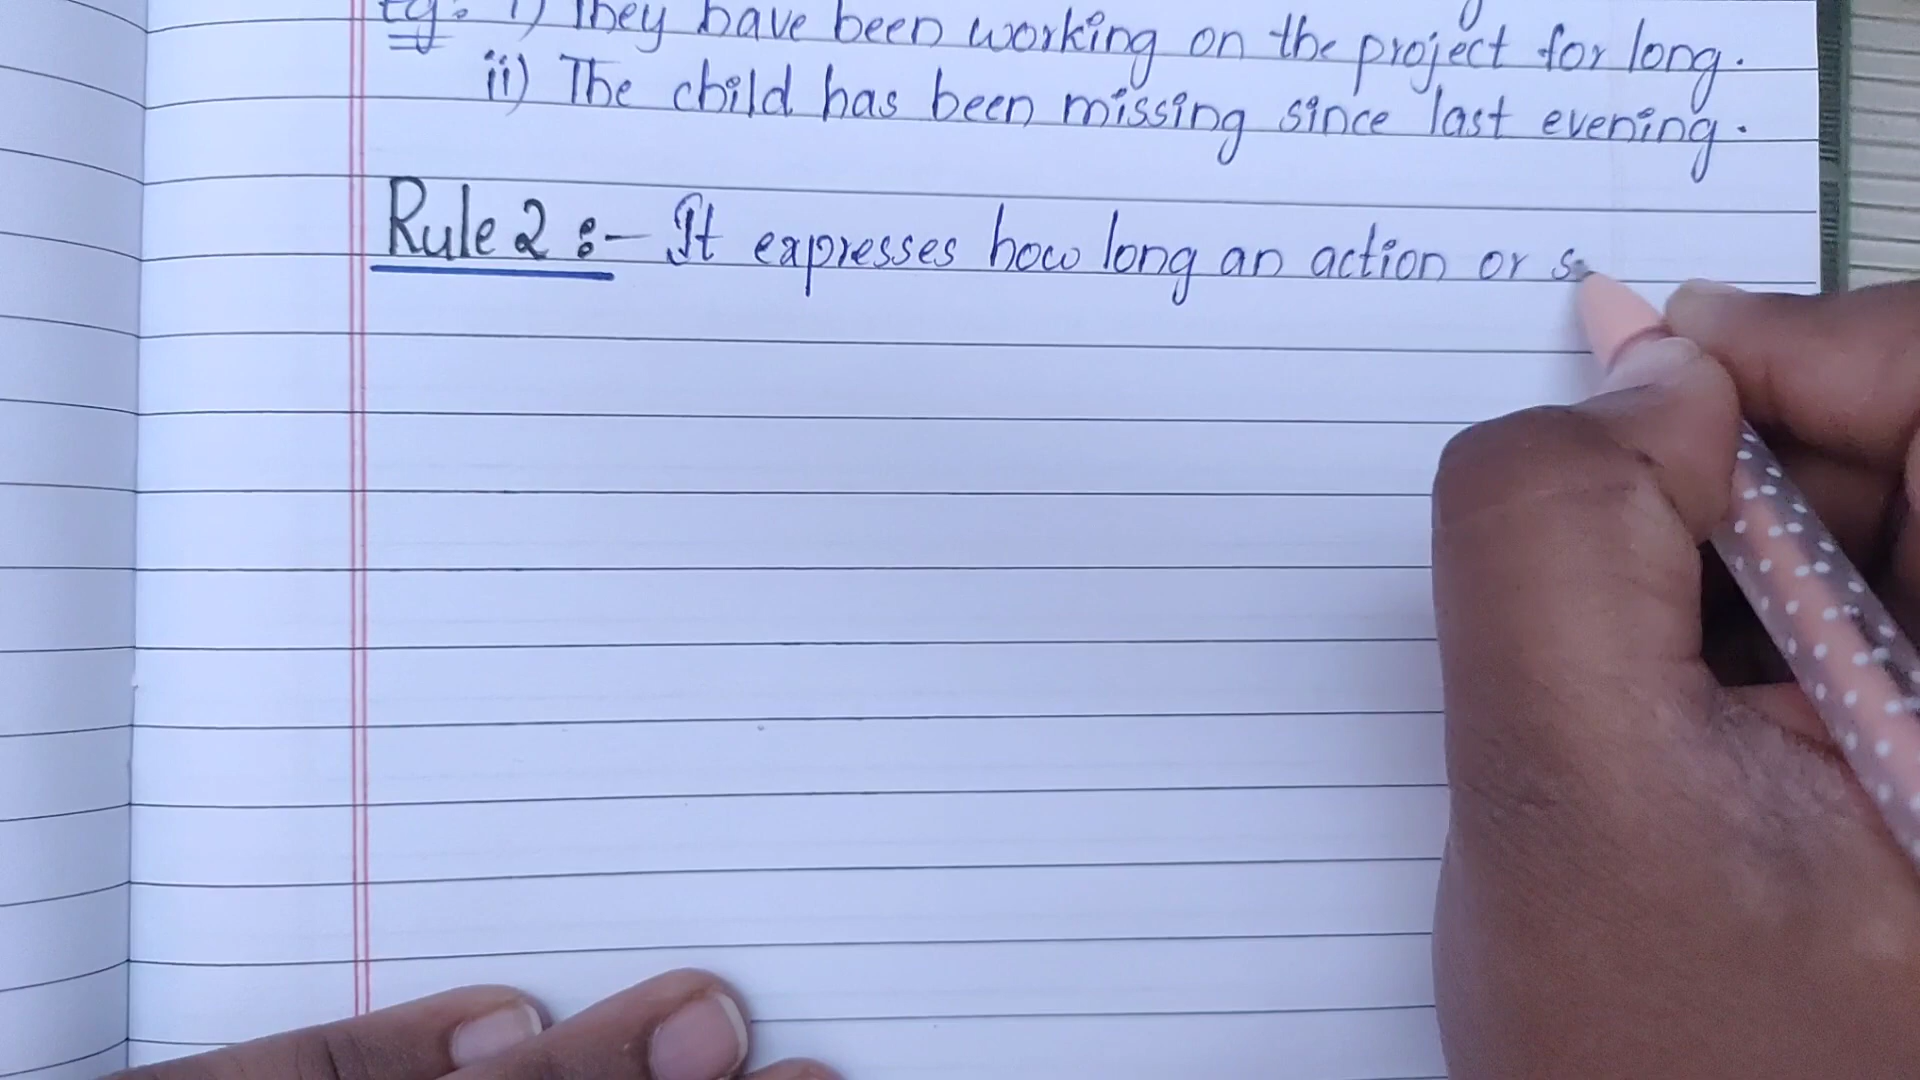 Eg: i) They have been working on the project for long.
ii) The child has been missing since last evening.
Rule 2 :- It expresses how long an action or s